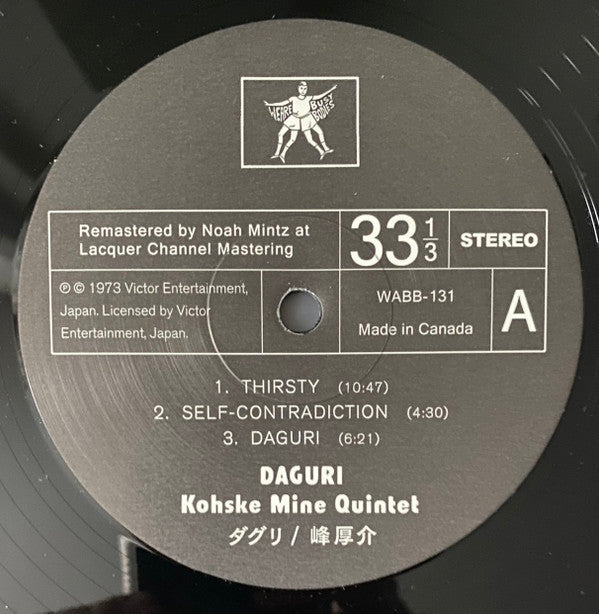 WE ARE BUSY BODIES
Remastered by Noah Mintz at
Lacquer Channel Mastering
33 1/3
STEREO
℗ © 1973 Victor Entertainment,
Japan. Licensed by Victor
Entertainment, Japan.
WABB-131
Made in Canada
A
1. THIRSTY (10:47)
2. SELF-CONTRADICTION (4:30)
3. DAGURI (6:21)
DAGURI
Kohske Mine Quintet
ダグリ / 峰厚介